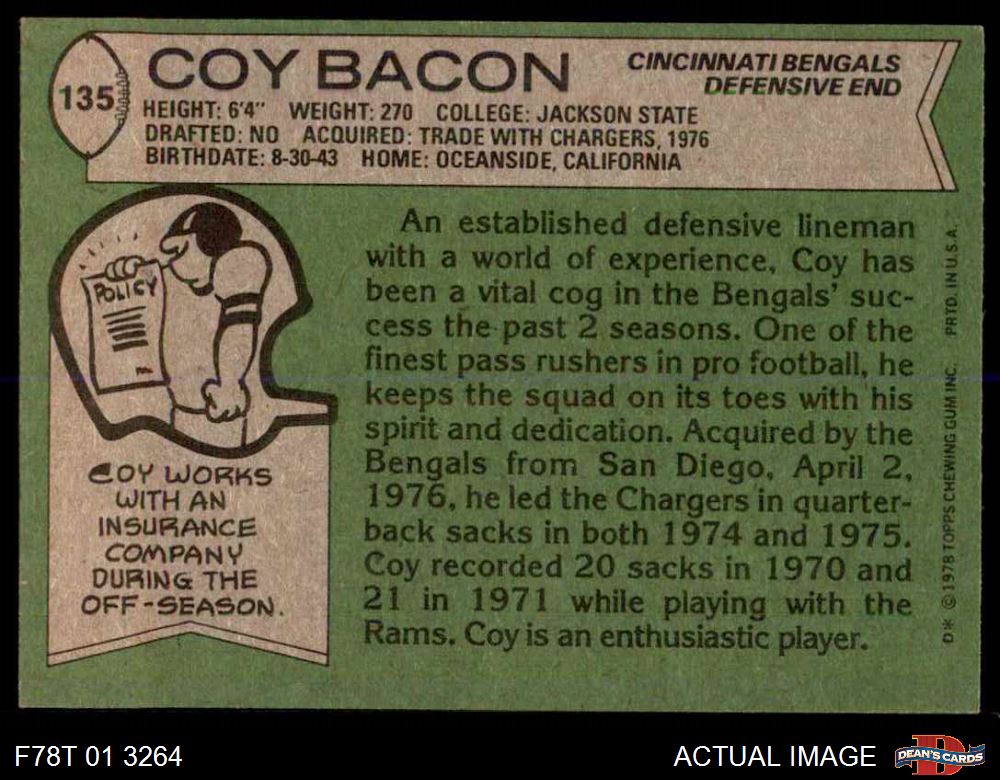 135
COY BACON
CINCINNATI BENGALS
DEFENSIVE END
HEIGHT: 6'4" WEIGHT: 270 COLLEGE: JACKSON STATE
DRAFTED: NO ACQUIRED: TRADE WITH CHARGERS, 1976
BIRTHDATE: 8-30-43 HOME: OCEANSIDE, CALIFORNIA
POLICY
COY WORKS
WITH AN
INSURANCE
COMPANY
DURING THE
OFF-SEASON.
An established defensive lineman
with a world of experience, Coy has
been a vital cog in the Bengals' suc-
cess the past 2 seasons. One of the
finest pass rushers in pro football, he
keeps the squad on its toes with his
spirit and dedication. Acquired by the
Bengals from San Diego, April 2,
1976, he led the Chargers in quarter-
back sacks in both 1974 and 1975.
Coy recorded 20 sacks in 1970 and
21 in 1971 while playing with the
Rams. Coy is an enthusiastic player.
D* © 1978 TOPPS CHEWING GUM INC. PRTD. IN U.S.A.
F78T 01 3264
ACTUAL IMAGE
D
DEAN'S CARDS